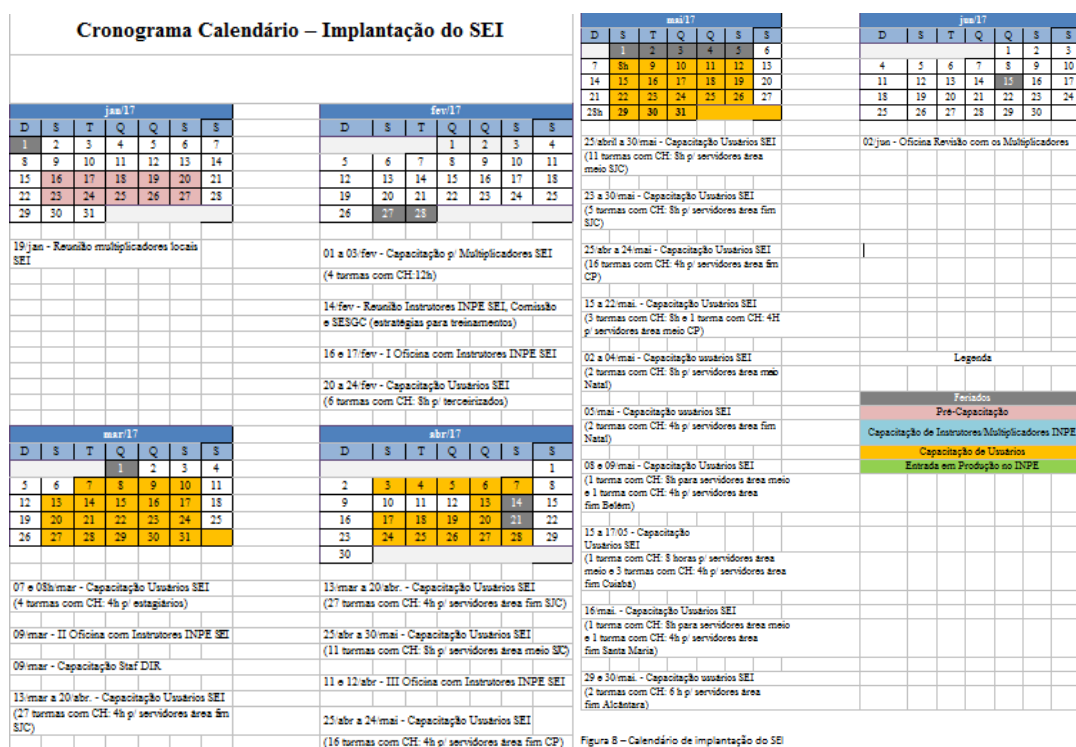 Cronograma Calendário – Implantação do SEI
jan/17
D S T Q Q S S
1 2 3 4 5 6 7
8 9 10 11 12 13 14
15 16 17 18 19 20 21
22 23 24 25 26 27 28
29 30 31
19/jan - Reunião multiplicadores locais
SEI
fev/17
D S T Q Q S S
1 2 3 4
5 6 7 8 9 10 11
12 13 14 15 16 17 18
19 20 21 22 23 24 25
26 27 28
01 a 03/fev - Capacitação p/ Multiplicadores SEI
(4 turmas com CH:12h)
14/fev - Reunião Instrutores INPE SEI, Comissão
e SESGC (estratégias para treinamentos)
16 e 17/fev - I Oficina com Instrutores INPE SEI
20 a 24/fev - Capacitação Usuários SEI
(6 turmas com CH: 8h p/ terceirizados)
mar/17
D S T Q Q S S
1 2 3 4
5 6 7 8 9 10 11
12 13 14 15 16 17 18
19 20 21 22 23 24 25
26 27 28 29 30 31
07 e 08h/mar - Capacitação Usuários SEI
(4 turmas com CH: 4h p/ estagiários)
09/mar - II Oficina com Instrutores INPE SEI
09/mar - Capacitação Staf DIR
13/mar a 20/abr. - Capacitação Usuários SEI
(27 turmas com CH: 4h p/ servidores área fim
SJC)
abr/17
D S T Q Q S S
1
2 3 4 5 6 7 8
9 10 11 12 13 14 15
16 17 18 19 20 21 22
23 24 25 26 27 28 29
30
13/mar a 20/abr. - Capacitação Usuários SEI
(27 turmas com CH: 4h p/ servidores área fim SJC)
25/abr a 30/mai - Capacitação Usuários SEI
(11 turmas com CH: 8h p/ servidores área meio SJC)
11 e 12/abr - III Oficina com Instrutores INPE SEI
25/abr a 24/mai - Capacitação Usuários SEI
(16 turmas com CH: 4h p/ servidores área fim CP)
mai/17
D S T Q Q S S
1 2 3 4 5 6
7 8h 9 10 11 12 13
14 15 16 17 18 19 20
21 22 23 24 25 26 27
28h 29 30 31
25/abril a 30/mai - Capacitação Usuários SEI
(11 turmas com CH: 8h p/ servidores área
meio SJC)
23 a 30/mai - Capacitação Usuários SEI
(5 turmas com CH: 8h p/ servidores área fim
SJC)
25/abr a 24/mai - Capacitação Usuários SEI
(16 turmas com CH: 4h p/ servidores área fim
CP)
15 a 22/mai. - Capacitação Usuários SEI
(3 turmas com CH: 8h e 1 turma com CH: 4H
p/ servidores área meio CP)
02 a 04/mai - Capacitação usuários SEI
(2 turmas com CH: 8h p/ servidores área meio
Natal)
05/mai - Capacitação usuários SEI
(2 turmas com CH: 4h p/ servidores área fim
Natal)
08 e 09/mai - Capacitação Usuários SEI
(1 turma com CH: 8h para servidores área meio
e 1 turma com CH: 4h p/ servidores área
fim Belém)
15 a 17/05 - Capacitação
Usuários SEI
(1 turma com CH: 8 horas p/ servidores área
meio e 3 turmas com CH: 4h p/ servidores área
fim Cuiabá)
16/mai. - Capacitação Usuários SEI
(1 turma com CH: 8h para servidores área meio
e 1 turma com CH: 4h p/ servidores área
fim Santa Maria)
29 e 30/mai. - Capacitação usuários SEI
(2 turmas com CH: 6 h p/ servidores área
fim Alcântara)
jun/17
D S T Q Q S S
1 2 3
4 5 6 7 8 9 10
11 12 13 14 15 16 17
18 19 20 21 22 23 24
25 26 27 28 29 30
02/jun - Oficina Revisão com os Multiplicadores
Legenda
Feriados
Pré-Capacitação
Capacitação de Instrutores/Multiplicadores INPE
Capacitação de Usuários
Entrada em Produção no INPE
Figura 8 – Calendário de implantação do SEI